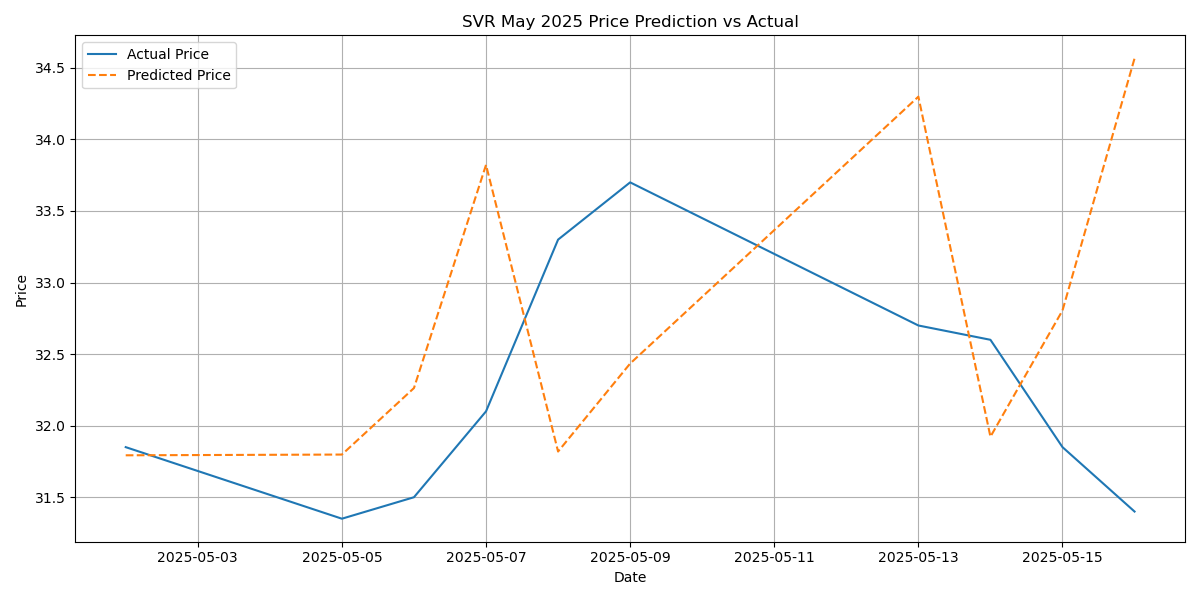 SVR May 2025 Price Prediction vs Actual
Actual Price
Predicted Price
34.5
34.0
33.5
33.0
32.5
32.0
31.5
Price
2025-05-03 2025-05-05 2025-05-07 2025-05-09 2025-05-11 2025-05-13 2025-05-15
Date